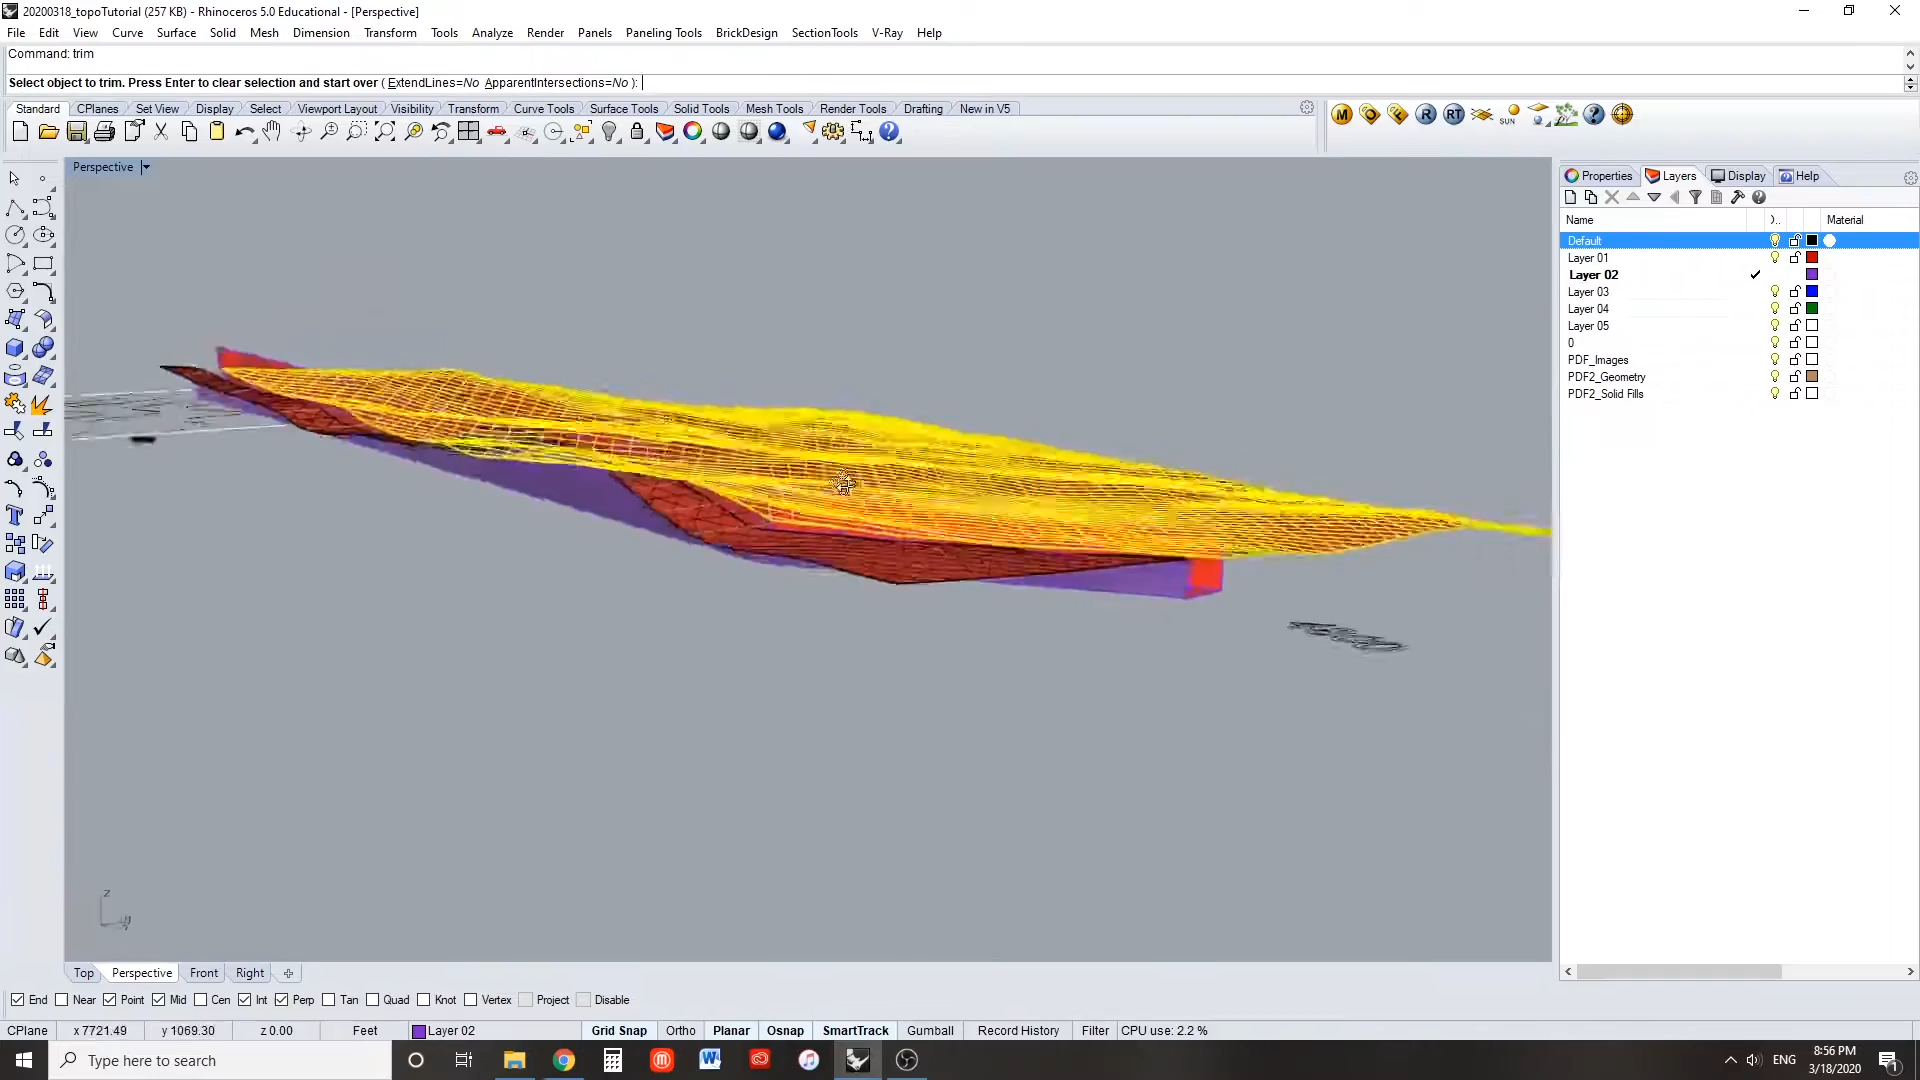 20200318_topoTutorial (257 KB) - Rhinoceros 5.0 Educational - [Perspective]
File Edit View Curve Surface Solid Mesh Dimension Transform Tools Analyze Render Panels Paneling Tools BrickDesign SectionTools V-Ray Help
Command: trim
Select object to trim. Press Enter to clear selection and start over ( ExtendLines=No ApparentIntersections=No ):
Standard CPlanes Set View Display Select Viewport Layout Visibility Transform Curve Tools Surface Tools Solid Tools Mesh Tools Render Tools Drafting New in V5
M R RT SUN
Perspective
Properties Layers Display Help
Name Material
Default
Layer 01
Layer 02
Layer 03
Layer 04
Layer 05
0
PDF_Images
PDF2_Geometry
PDF2_Solid Fills
z
Top Perspective Front Right
End Near Point Mid Cen Int Perp Tan Quad Knot Vertex Project Disable
CPlane x 7721.49 y 1069.30 z 0.00 Feet Layer 02 Grid Snap Ortho Planar Osnap SmartTrack Gumball Record History Filter CPU use: 2.2 %
Type here to search
ENG
8:56 PM
3/18/2020
1